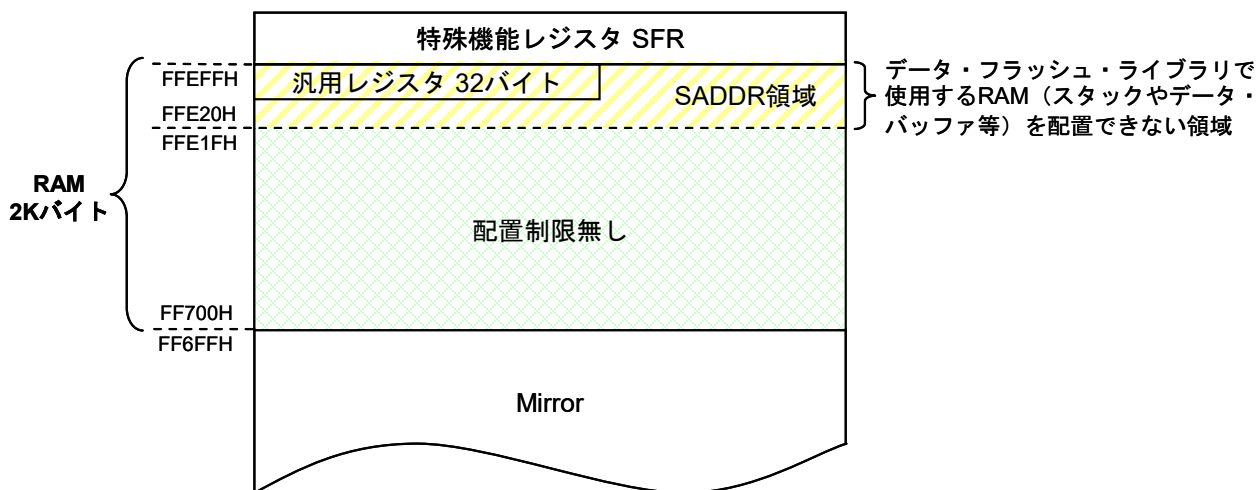 特殊機能レジスタ SFR
FFEFFH
汎用レジスタ 32バイト
SADDR領域
FFE20H
FFE1FH
データ・フラッシュ・ライブラリで
使用するRAM（スタックやデータ・
バッファ等）を配置できない領域
RAM
2Kバイト
配置制限無し
FF700H
FF6FFH
Mirror